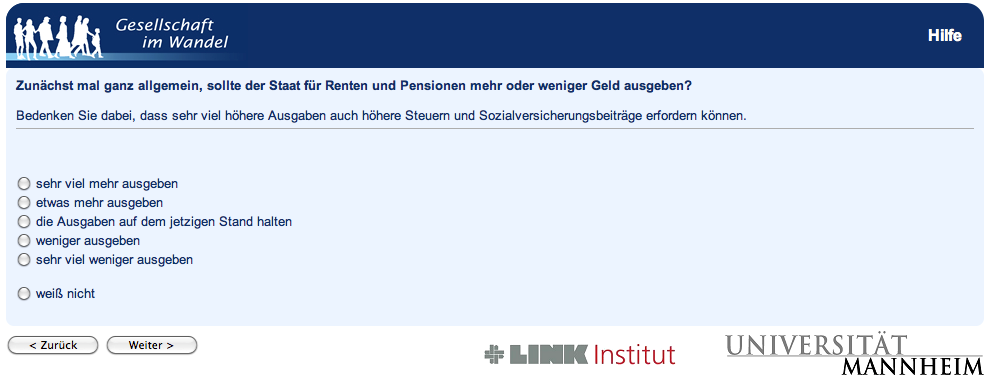 Gesellschaft
im Wandel
Hilfe
Zunächst mal ganz allgemein, sollte der Staat für Renten und Pensionen mehr oder weniger Geld ausgeben?
Bedenken Sie dabei, dass sehr viel höhere Ausgaben auch höhere Steuern und Sozialversicherungsbeiträge erfordern können.
sehr viel mehr ausgeben
etwas mehr ausgeben
die Ausgaben auf dem jetzigen Stand halten
weniger ausgeben
sehr viel weniger ausgeben
weiß nicht
< Zurück
Weiter >
LINK Institut
UNIVERSITÄT
MANNHEIM